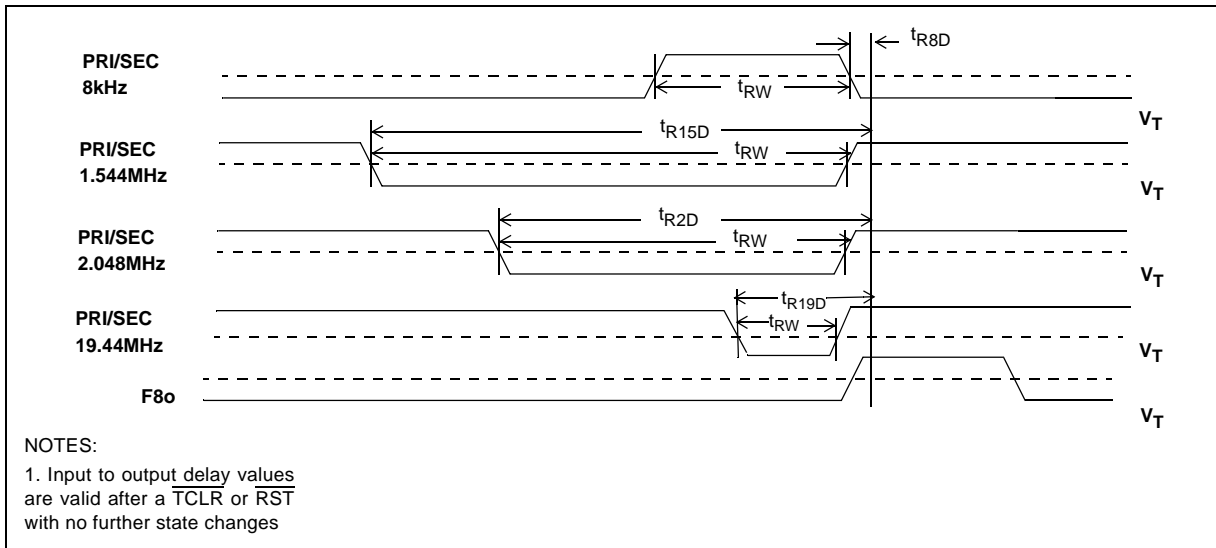 tR8D
PRI/SEC
8kHz
tRW
VT
tR15D
PRI/SEC
1.544MHz
tRW
VT
tR2D
PRI/SEC
2.048MHz
tRW
VT
tR19D
PRI/SEC
19.44MHz
tRW
VT
F8o
VT
NOTES:
1. Input to output delay values
are valid after a TCLR or RST
with no further state changes